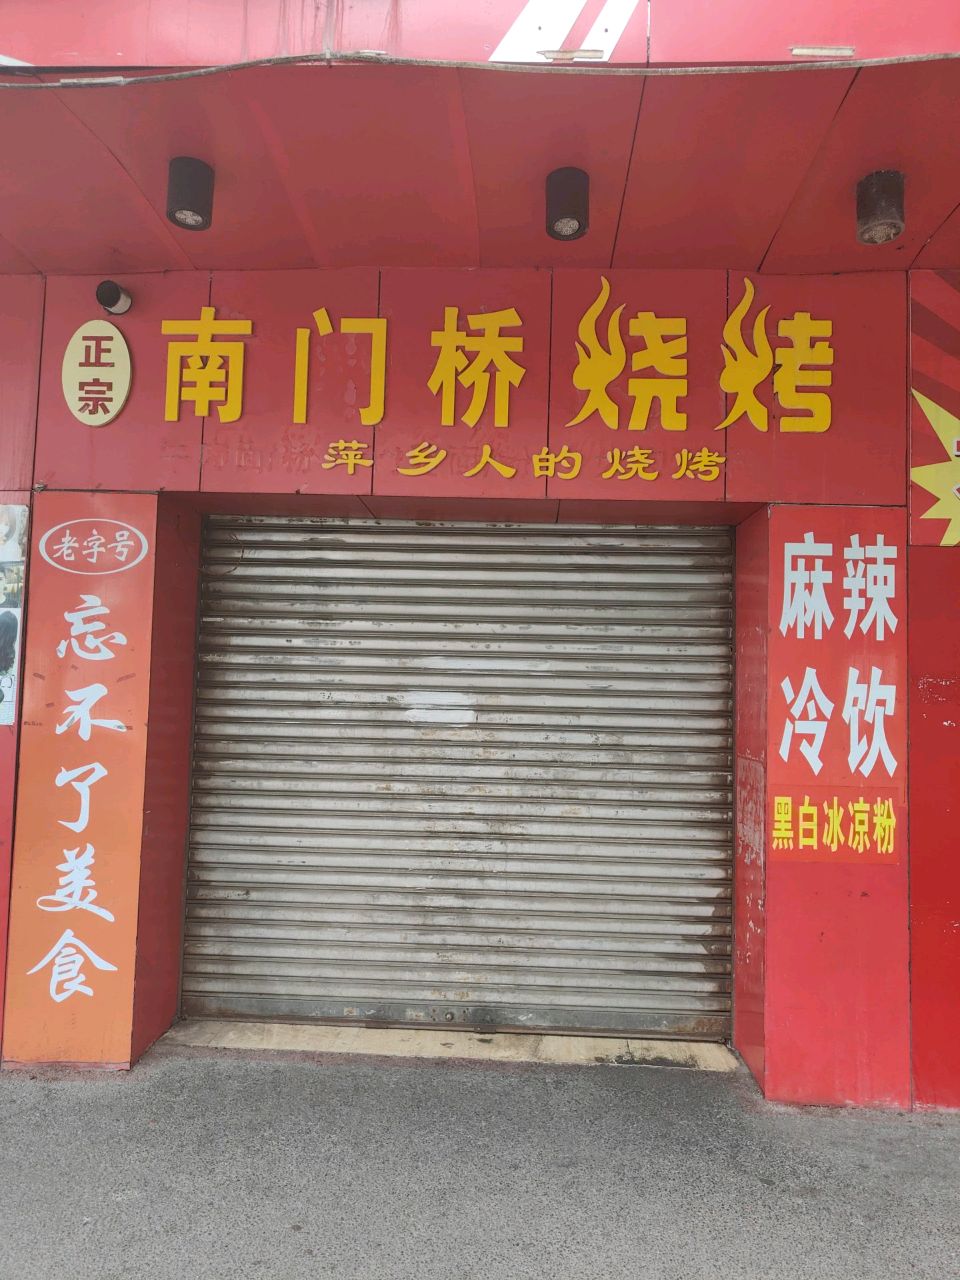 正宗
南门桥烧烤
萍乡人的烧烤
老字号
忘不了美食
麻辣
冷饮
黑白冰凉粉